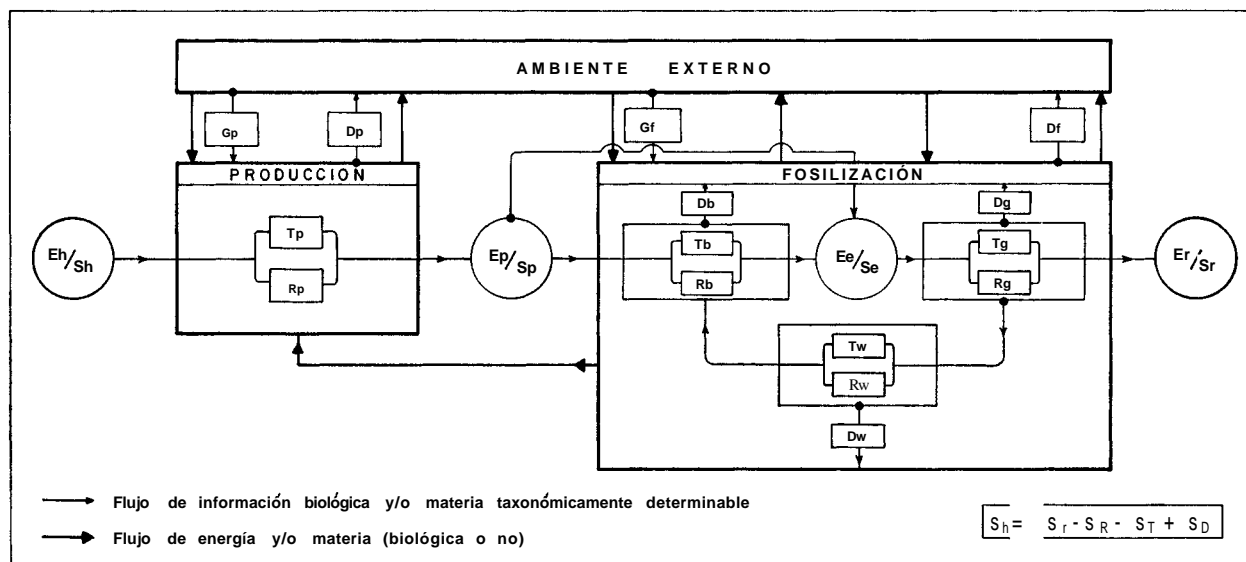 AMBIENTE EXTERNO
Gp
Dp
Gf
Df
PRODUCCION
FOSILIZACIÓN
Db
Dg
Eh/Sh
Tp
Rp
Ep/Sp
Tb
Rb
Ee/Se
Tg
Rg
Er/Sr
Tw
Rw
Dw
Flujo de información biológica y/o materia taxonómicamente determinable
Flujo de energía y/o materia (biológica o no)
Sh = Sr - SR - ST + SD